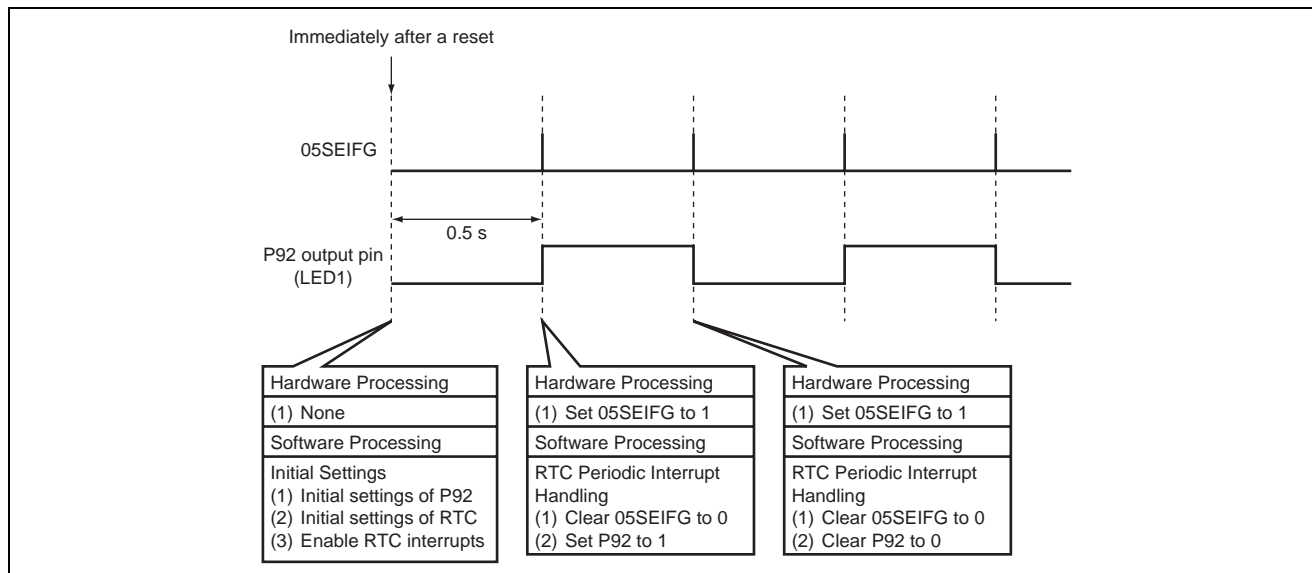 Immediately after a reset
05SEIFG
0.5 s
P92 output pin
(LED1)
Hardware Processing
(1) None
Software Processing
Initial Settings
(1) Initial settings of P92
(2) Initial settings of RTC
(3) Enable RTC interrupts
Hardware Processing
(1) Set 05SEIFG to 1
Software Processing
RTC Periodic Interrupt
Handling
(1) Clear 05SEIFG to 0
(2) Set P92 to 1
Hardware Processing
(1) Set 05SEIFG to 1
Software Processing
RTC Periodic Interrupt
Handling
(1) Clear 05SEIFG to 0
(2) Clear P92 to 0